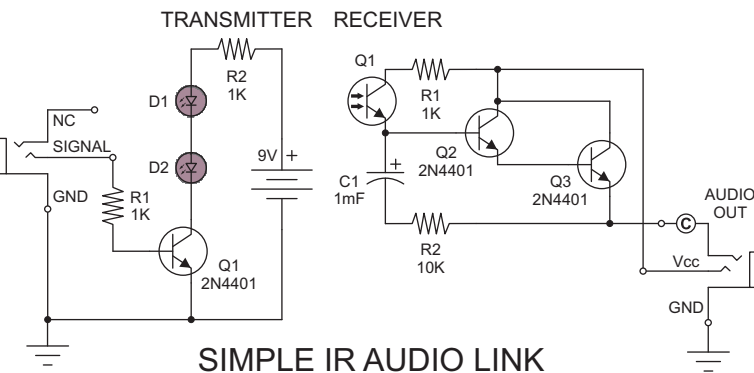 TRANSMITTER RECEIVER
NC
SIGNAL
GND
R1
1K
D1
D2
R2
1K
9V +
Q1
2N4401
Q1
R1
1K
Q2
2N4401
Q3
2N4401
+
C1
1mF
R2
10K
C
AUDIO
OUT
Vcc
GND
SIMPLE IR AUDIO LINK